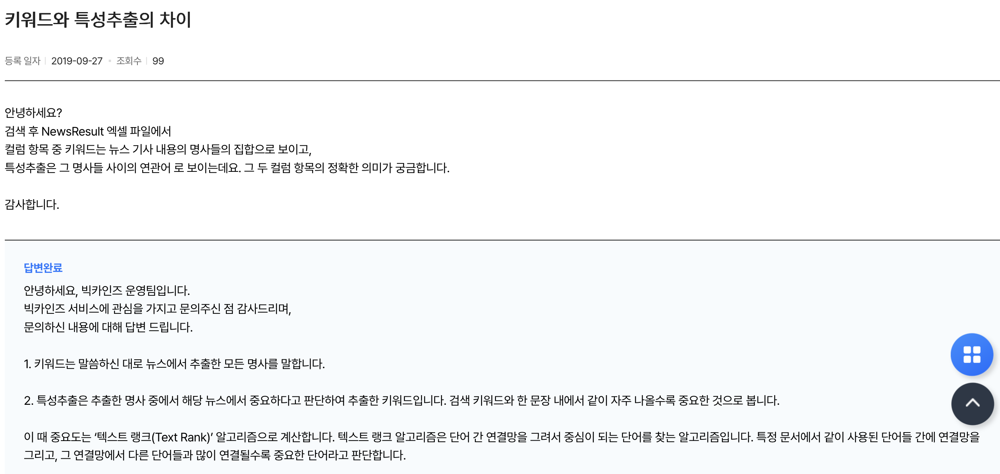 키워드와 특성추출의 차이
등록 일자 2019-09-27 조회수 99
안녕하세요?
검색 후 NewsResult 엑셀 파일에서
컬럼 항목 중 키워드는 뉴스 기사 내용의 명사들의 집합으로 보이고,
특성추출은 그 명사들 사이의 연관어 로 보이는데요. 그 두 컬럼 항목의 정확한 의미가 궁금합니다.
감사합니다.
답변완료
안녕하세요, 빅카인즈 운영팀입니다.
빅카인즈 서비스에 관심을 가지고 문의주신 점 감사드리며,
문의하신 내용에 대해 답변 드립니다.
1. 키워드는 말씀하신 대로 뉴스에서 추출한 모든 명사를 말합니다.
2. 특성추출은 추출한 명사 중에서 해당 뉴스에서 중요하다고 판단하여 추출한 키워드입니다. 검색 키워드와 한 문장 내에서 같이 자주 나올수록 중요한 것으로 봅니다.
이 때 중요도는 ‘텍스트 랭크(Text Rank)’ 알고리즘으로 계산합니다. 텍스트 랭크 알고리즘은 단어 간 연결망을 그려서 중심이 되는 단어를 찾는 알고리즘입니다. 특정 문서에서 같이 사용된 단어들 간에 연결망을
그리고, 그 연결망에서 다른 단어들과 많이 연결될수록 중요한 단어라고 판단합니다.